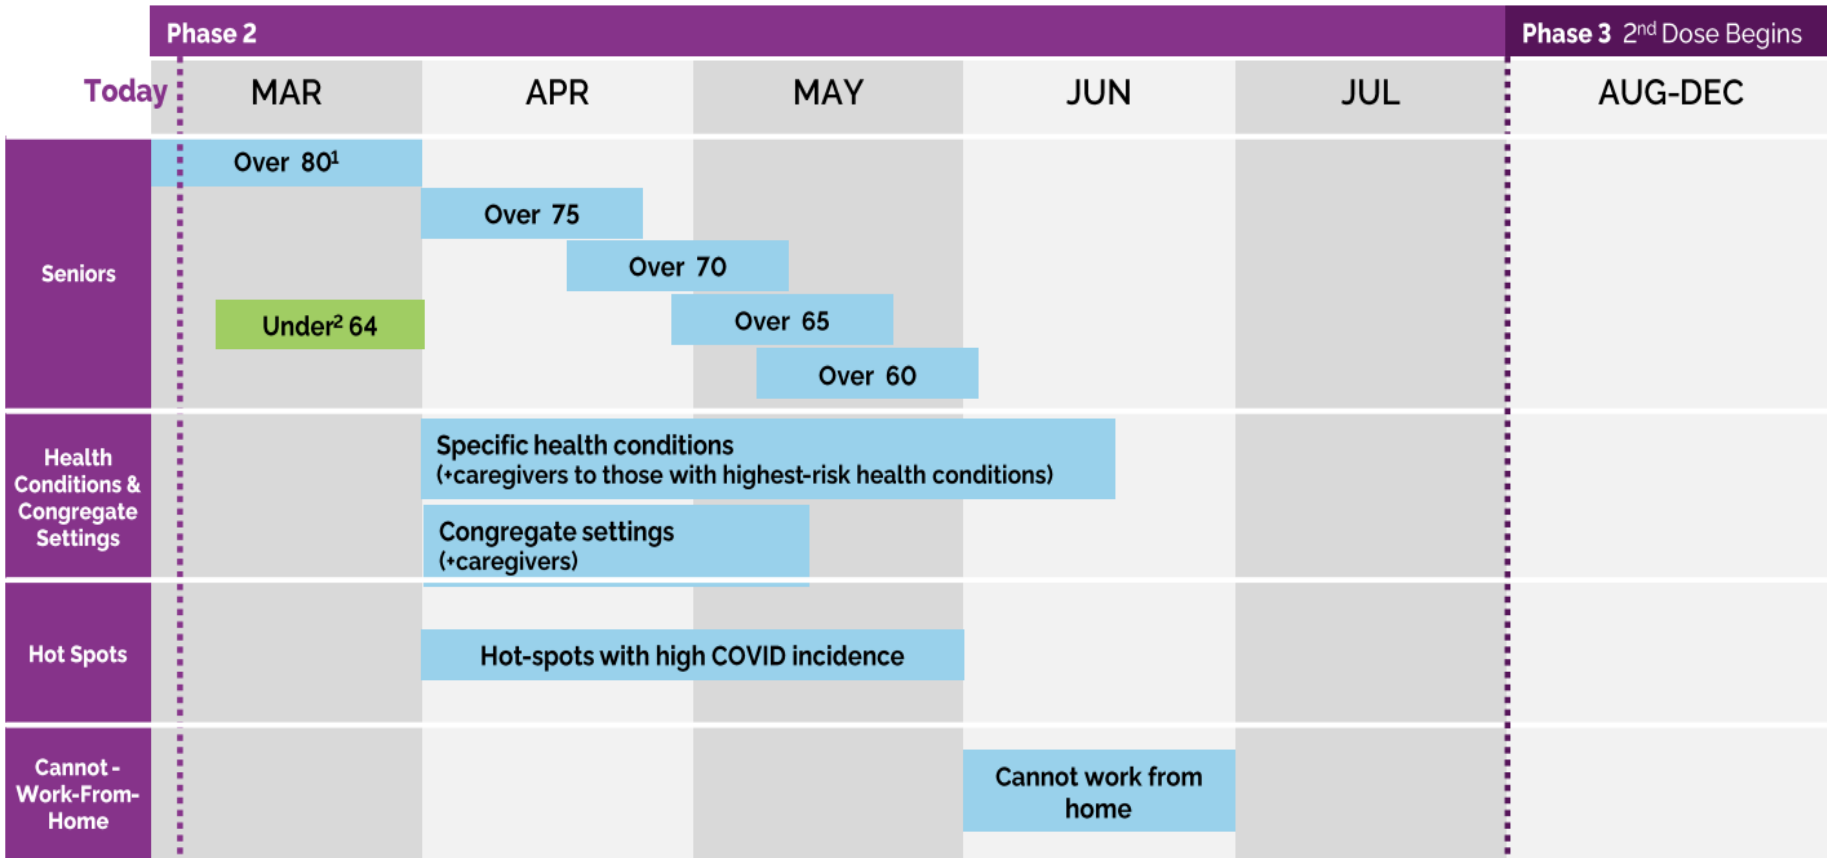 Phase 2
Phase 3 2nd Dose Begins
Today
MAR
APR
MAY
JUN
JUL
AUG-DEC
Seniors
Over 80¹
Over 75
Over 70
Under² 64
Over 65
Over 60
Health
Conditions &
Congregate
Settings
Specific health conditions
(+caregivers to those with highest-risk health conditions)
Congregate settings
(+caregivers)
Hot Spots
Hot-spots with high COVID incidence
Cannot -
Work-From-
Home
Cannot work from
home